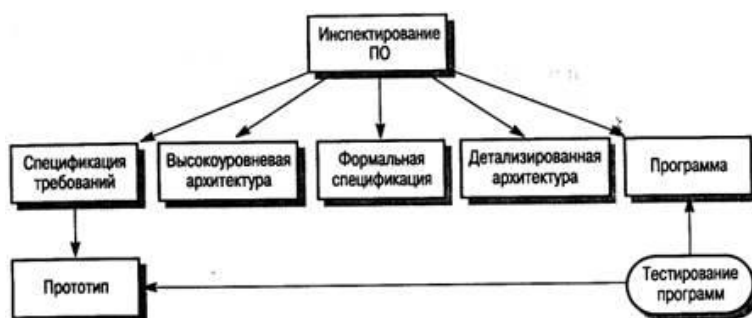 Инспектирование
ПО
Спецификация
требований
Высокоуровневая
архитектура
Формальная
спецификация
Детализированная
архитектура
Программа
Прототип
Тестирование
программ